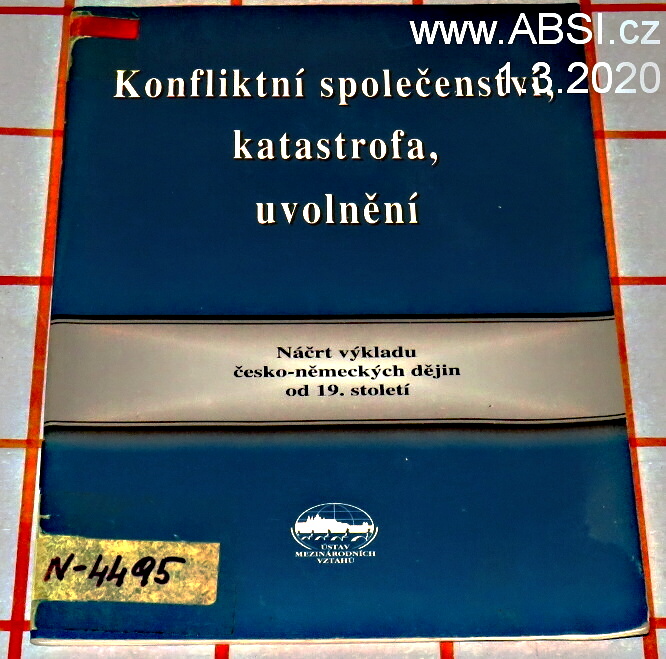 www.ABSI.cz
1.3.2020
Konfliktní společenství,
katastrofa,
uvolnění
Náčrt výkladu
česko-německých dějin
od 19. století
ÚSTAV
MEZINÁRODNÍCH
VZTAHŮ
N-4495